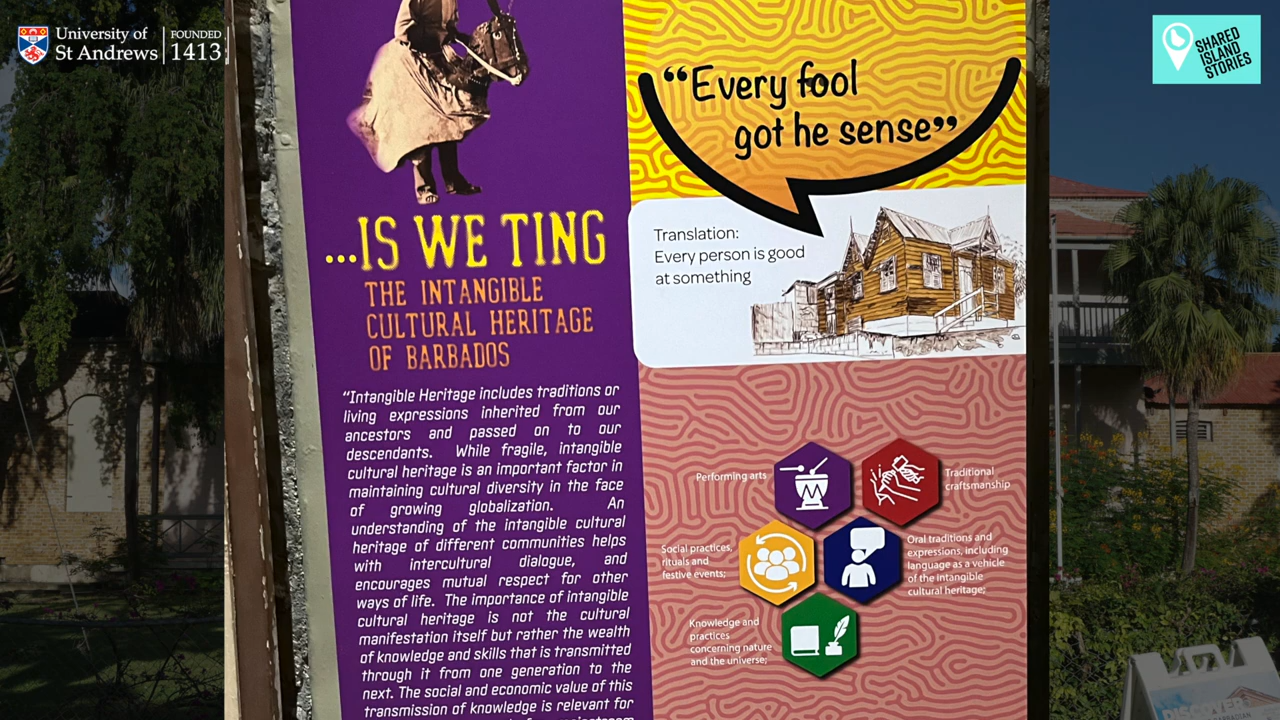 University of
St Andrews
FOUNDED
1413
SHARED
ISLAND
STORIES
...IS WE TING
THE INTANGIBLE
CULTURAL HERITAGE
OF BARBADOS
“Intangible Heritage includes traditions or
living expressions inherited from our
ancestors and passed on to our
descendants. While fragile, intangible
cultural heritage is an important factor in
maintaining cultural diversity in the face
of growing globalization. An
understanding of the intangible cultural
heritage of different communities helps
with intercultural dialogue, and
encourages mutual respect for other
ways of life. The importance of intangible
cultural heritage is not the cultural
manifestation itself but rather the wealth
of knowledge and skills that is transmitted
through it from one generation to the
next. The social and economic value of this
transmission of knowledge is relevant for
“Every fool
got he sense”
Translation:
Every person is good
at something
Performing arts
Traditional
craftsmanship
Social practices,
rituals and
festive events;
Oral traditions and
expressions, including
language as a vehicle
of the intangible
cultural heritage;
Knowledge and
practices
concerning nature
and the universe;
DISCOVER